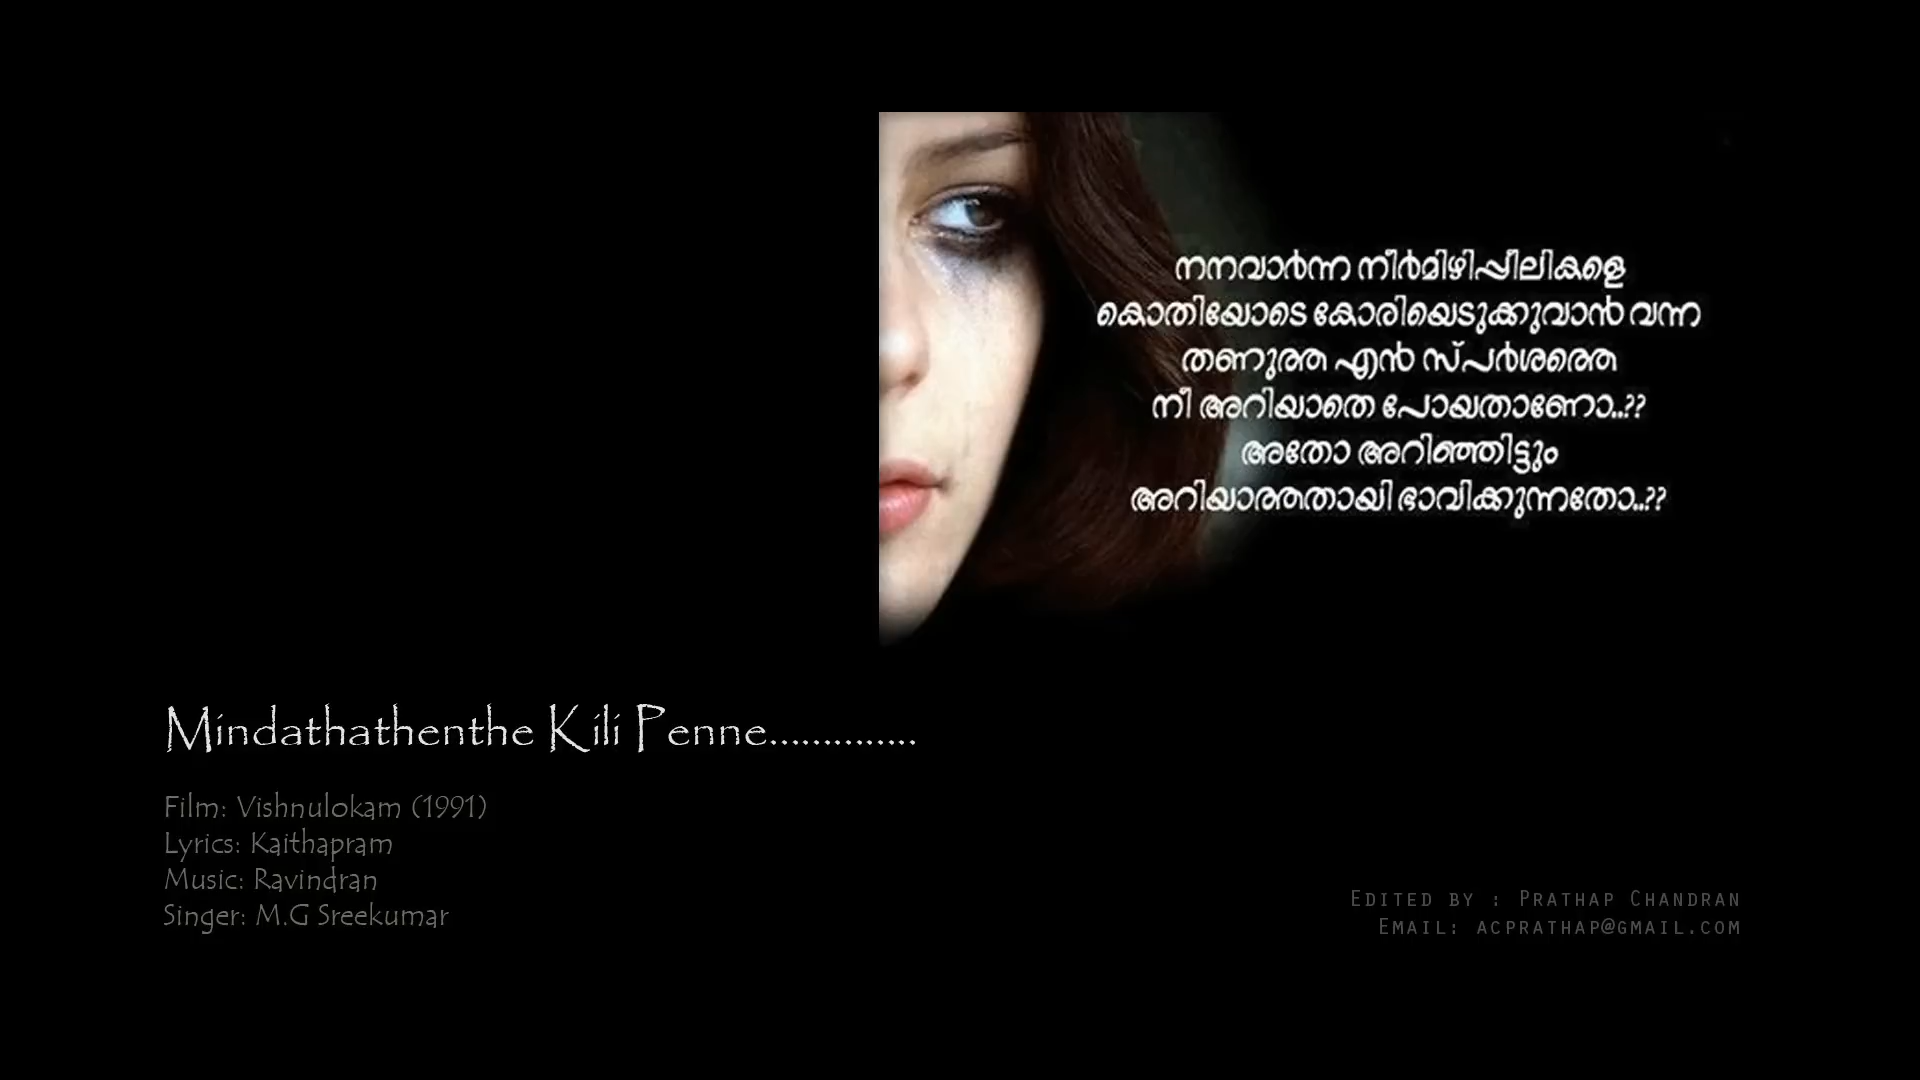 നനവാർന്ന നീർമിഴിപ്പീലികളെ
കൊതിയോടെ കോരിയെടുക്കുവാൻ വന്ന
തണുത്ത എൻ സ്പർശത്തെ
നീ അറിയാതെ പോയതാണോ..??
അതോ അറിഞ്ഞിട്ടും
അറിയാത്തതായി ഭാവിക്കുന്നതോ..??
Mindathathenthe Kili Penne..............
Film: Vishnulokam (1991)
Lyrics: Kaithapram
Music: Ravindran
Singer: M.G Sreekumar
Edited by : Prathap Chandran
Email: acprathap@gmail.com